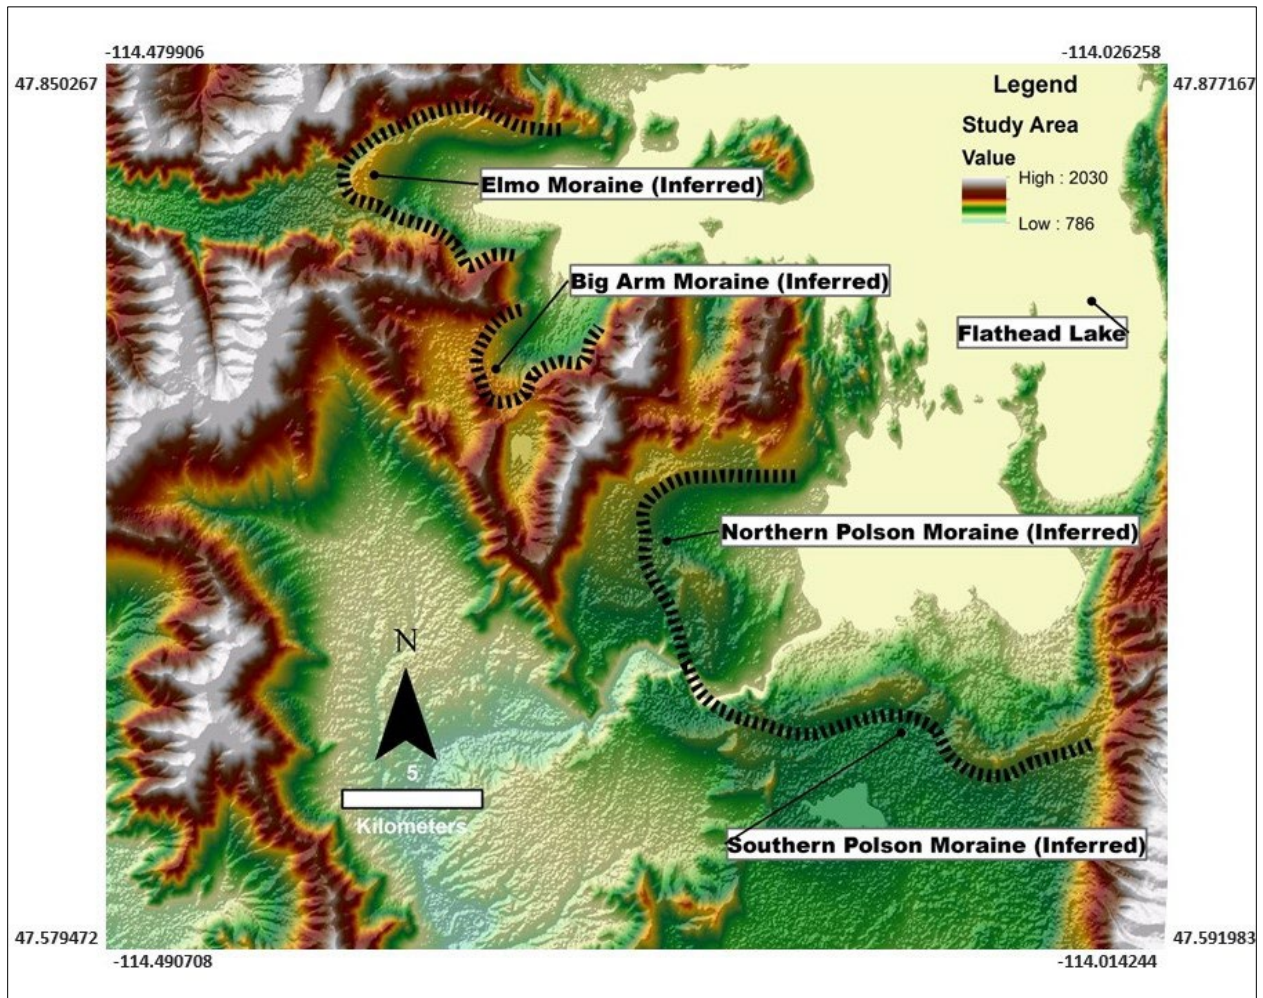 -114.479906
-114.026258
47.850267
47.877167
Legend
Study Area
Value
High : 2030
Low : 786
Elmo Moraine (Inferred)
Big Arm Moraine (Inferred)
Flathead Lake
Northern Polson Moraine (Inferred)
N
5
Kilometers
Southern Polson Moraine (Inferred)
47.579472
47.591983
-114.490708
-114.014244